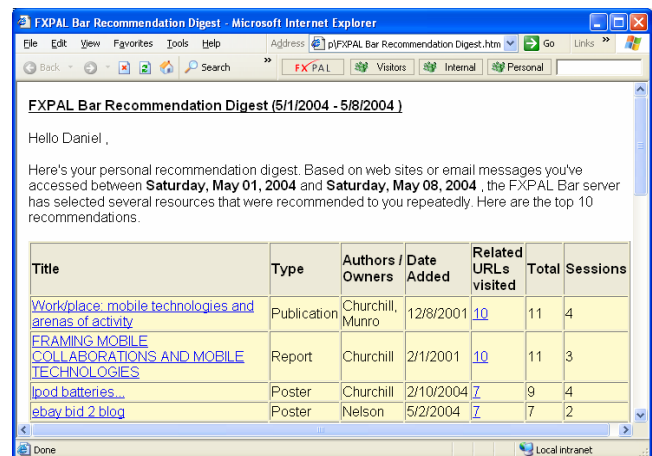 FXPAL Bar Recommendation Digest - Microsoft Internet Explorer
File Edit View Favorites Tools Help Address p\FXPAL Bar Recommendation Digest.htm Go Links »
Back Search » FXPAL Visitors Internal Personal
FXPAL Bar Recommendation Digest (5/1/2004 - 5/8/2004 )
Hello Daniel ,
Here's your personal recommendation digest. Based on web sites or email messages you've
accessed between Saturday, May 01, 2004 and Saturday, May 08, 2004 , the FXPAL Bar server
has selected several resources that were recommended to you repeatedly. Here are the top 10
recommendations.
Title Type Authors / Owners Date Added Related URLs visited Total Sessions
Work/place: mobile technologies and arenas of activity Publication Churchill, Munro 12/8/2001 10 11 4
FRAMING MOBILE COLLABORATIONS AND MOBILE TECHNOLOGIES Report Churchill 2/1/2001 10 11 3
Ipod batteries... Poster Churchill 2/10/2004 7 9 4
ebay bid 2 blog Poster Nelson 5/2/2004 7 7 2
Done Local intranet